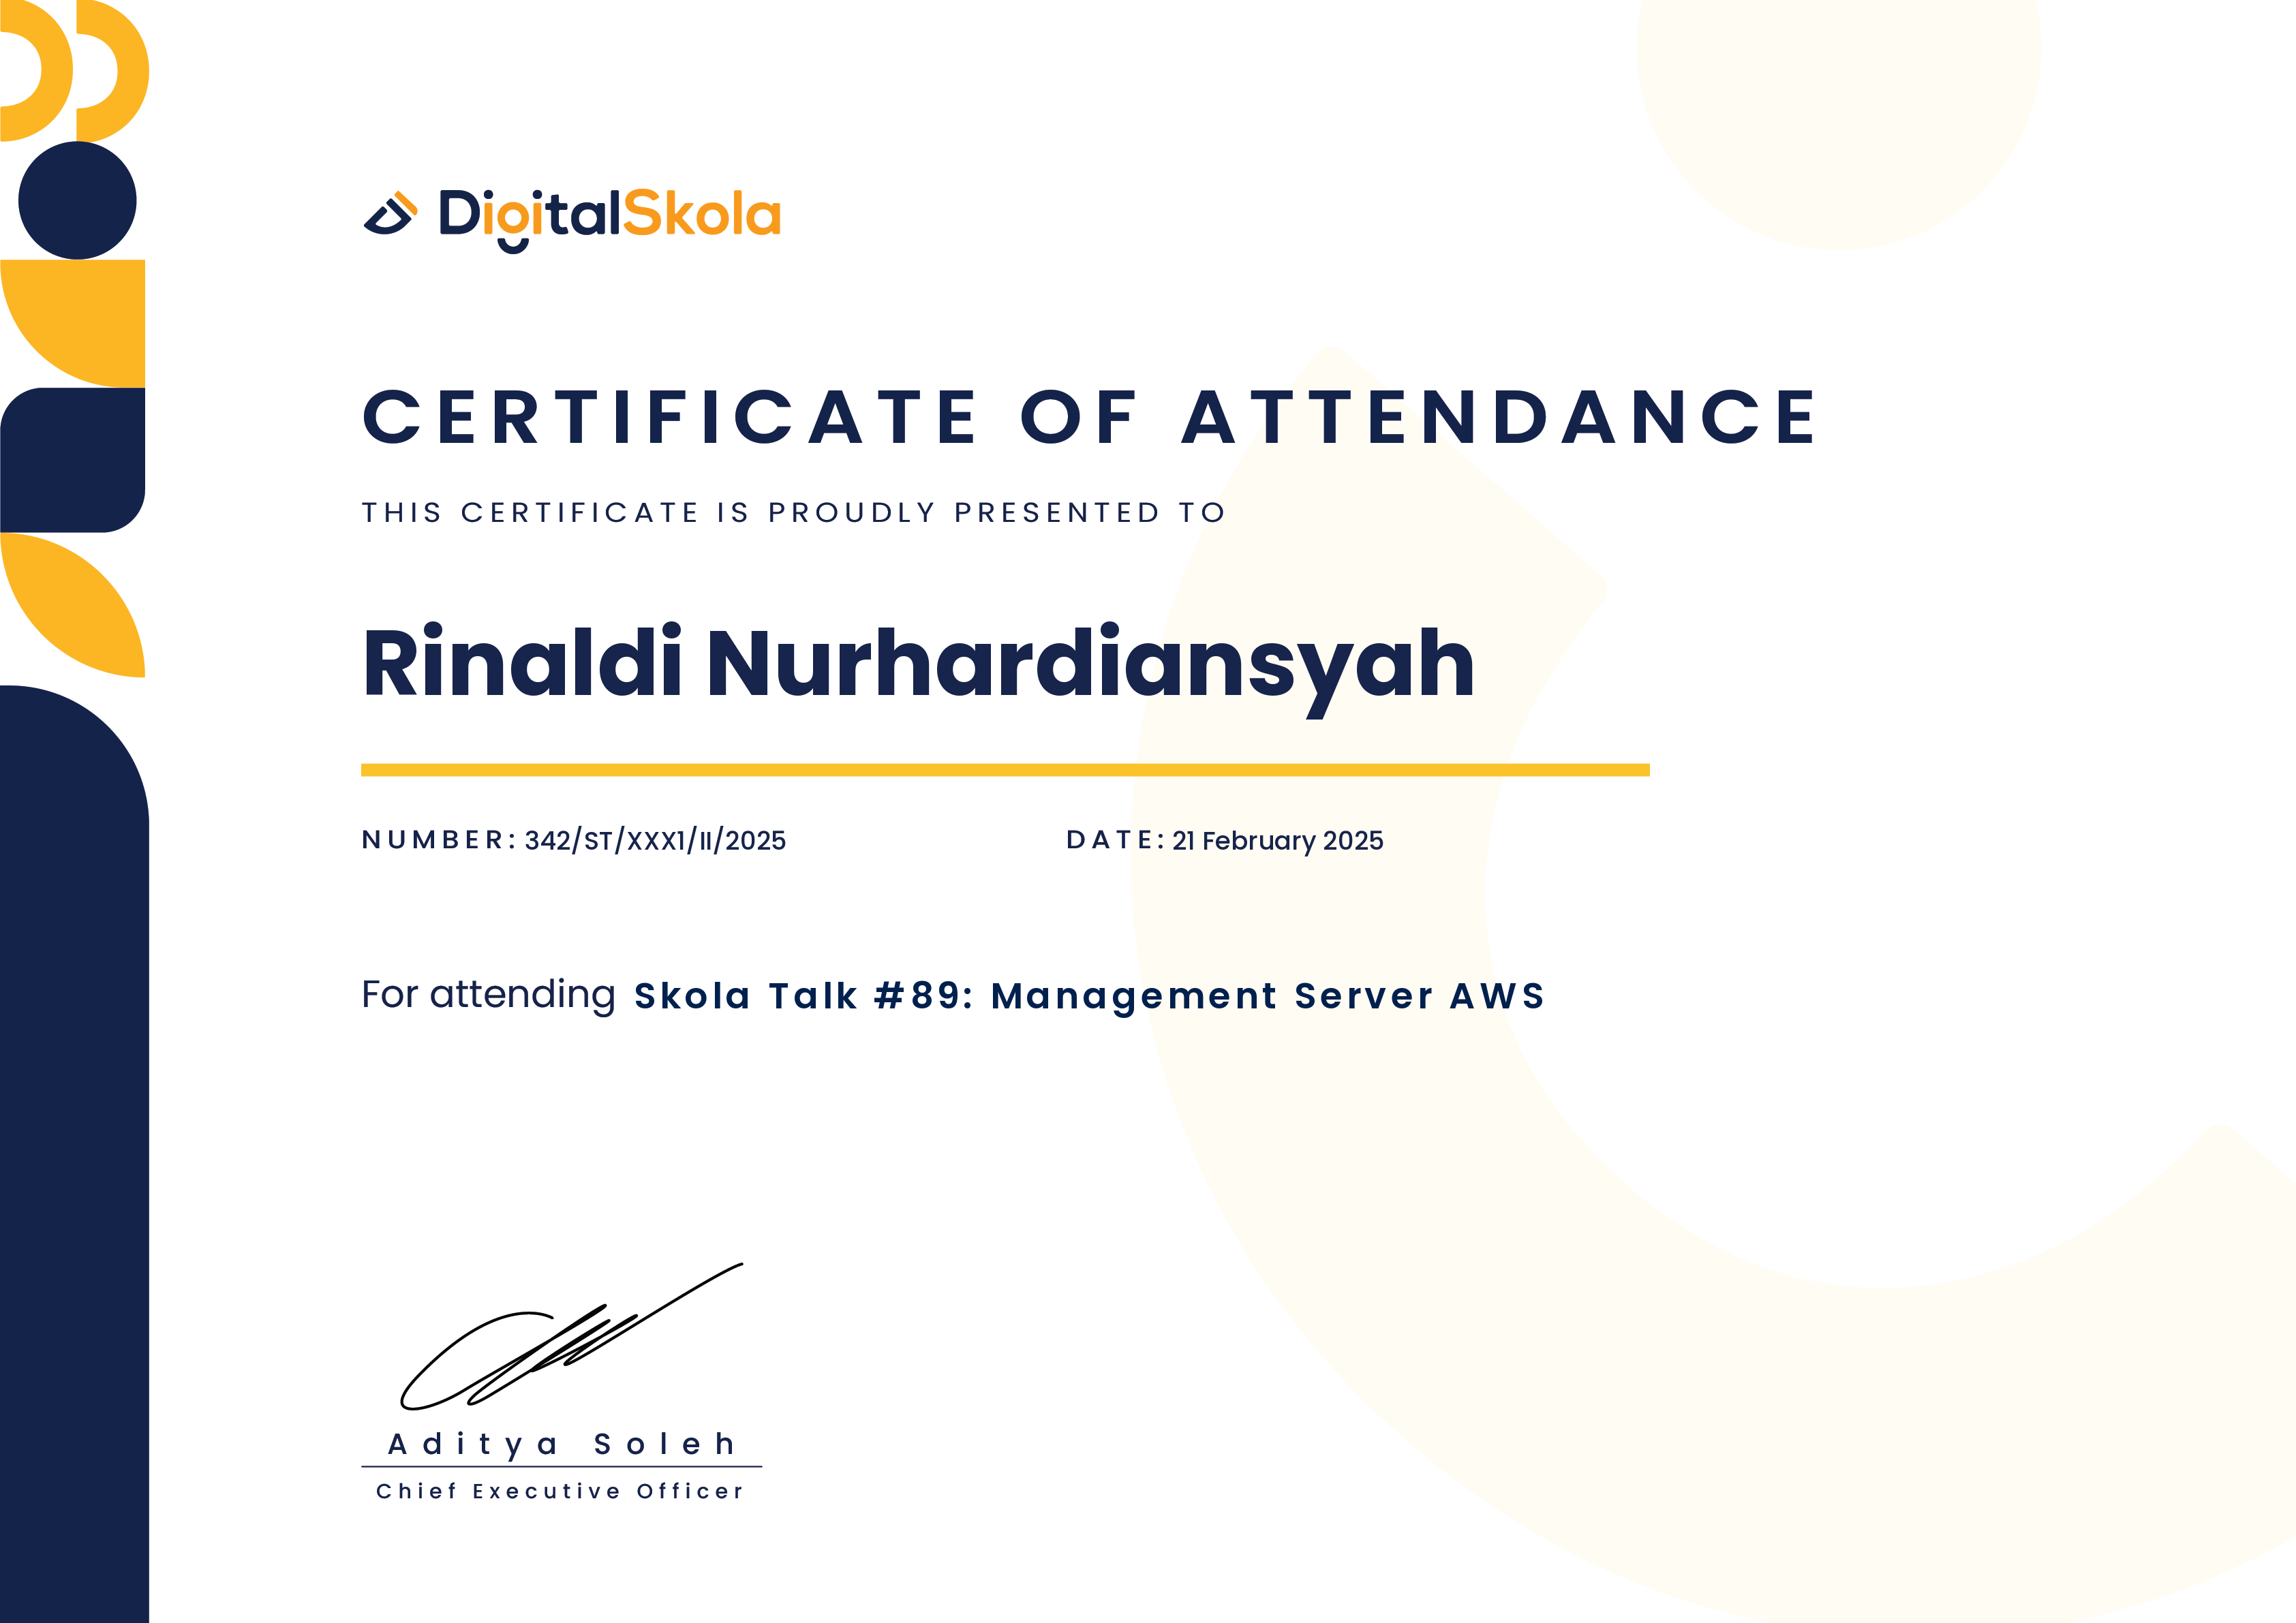 DigitalSkola
CERTIFICATE OF ATTENDANCE
THIS CERTIFICATE IS PROUDLY PRESENTED TO
Rinaldi Nurhardiansyah
NUMBER: 342/ST/XXX1/II/2025
DATE: 21 February 2025
For attending Skola Talk #89: Management Server AWS
Aditya Soleh
Chief Executive Officer